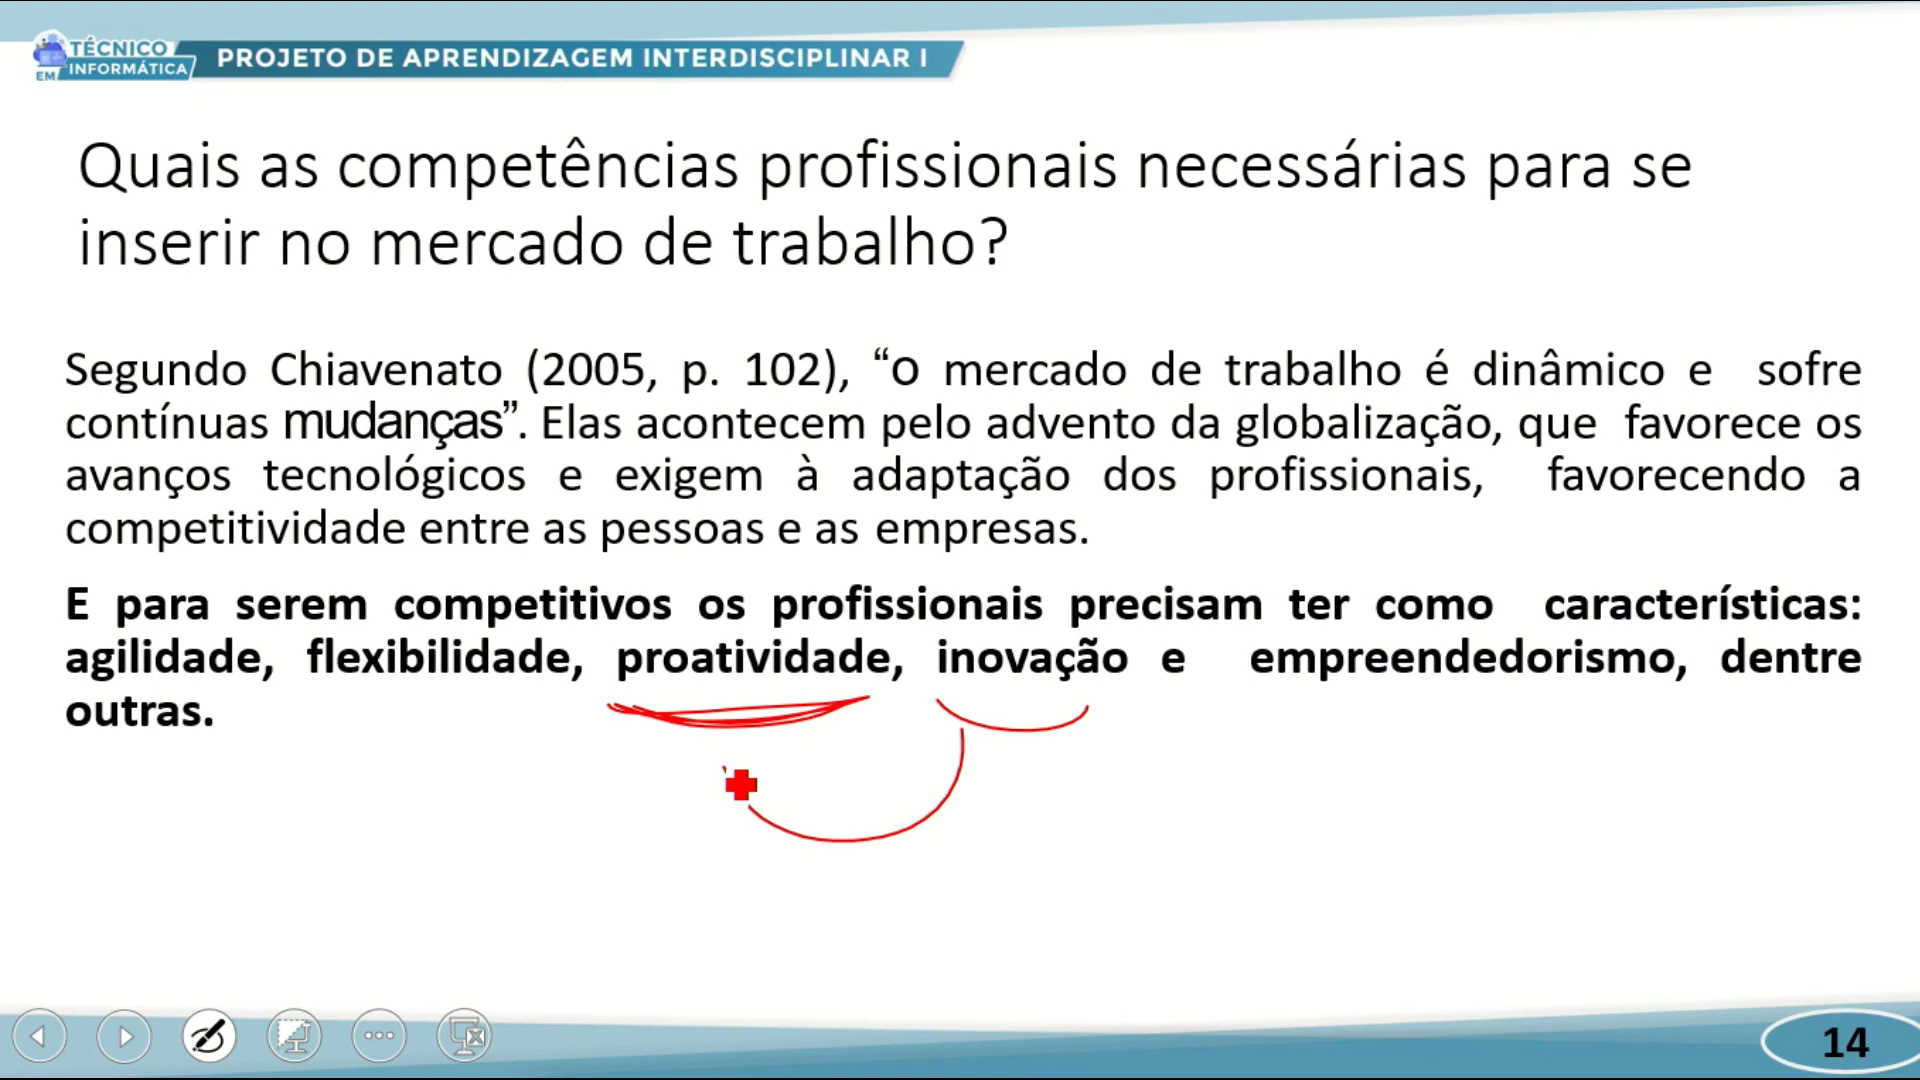 TÉCNICO
EM INFORMÁTICA
PROJETO DE APRENDIZAGEM INTERDISCIPLINAR I
Quais as competências profissionais necessárias para se
inserir no mercado de trabalho?
Segundo Chiavenato (2005, p. 102), “o mercado de trabalho é dinâmico e sofre
contínuas mudanças”. Elas acontecem pelo advento da globalização, que favorece os
avanços tecnológicos e exigem à adaptação dos profissionais, favorecendo a
competitividade entre as pessoas e as empresas.
E para serem competitivos os profissionais precisam ter como características:
agilidade, flexibilidade, proatividade, inovação e empreendedorismo, dentre
outras.
14